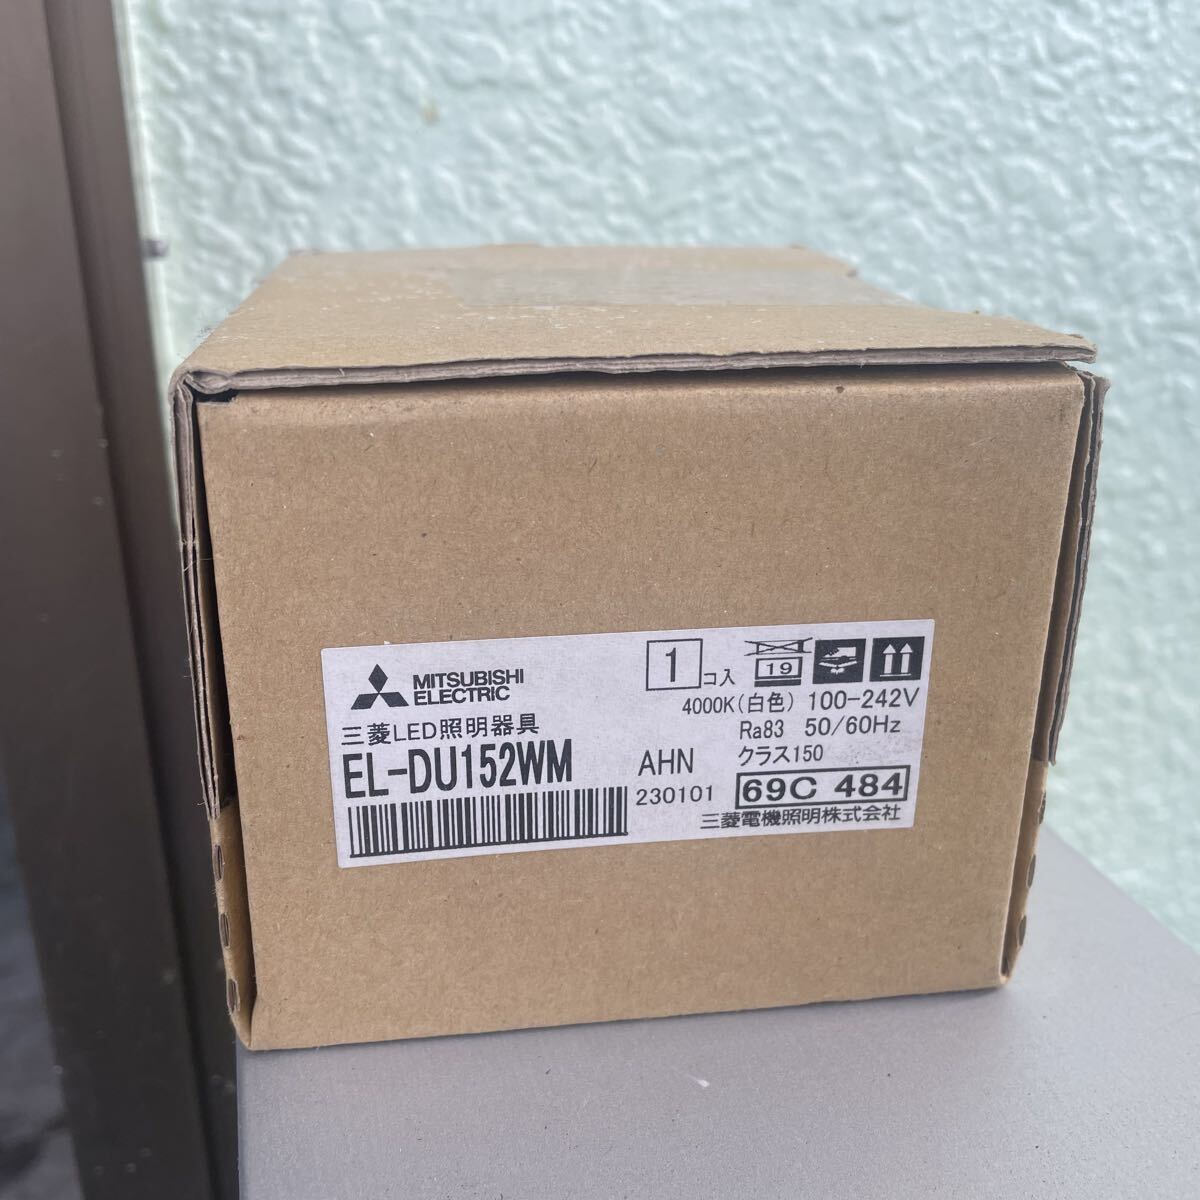 MITSUBISHI
ELECTRIC
1 コ入
19
4000K(白色) 100-242V
三菱LED照明器具
Ra83 50/60Hz
EL-DU152WM
AHN
クラス150
230101
69C 484
三菱電機照明株式会社